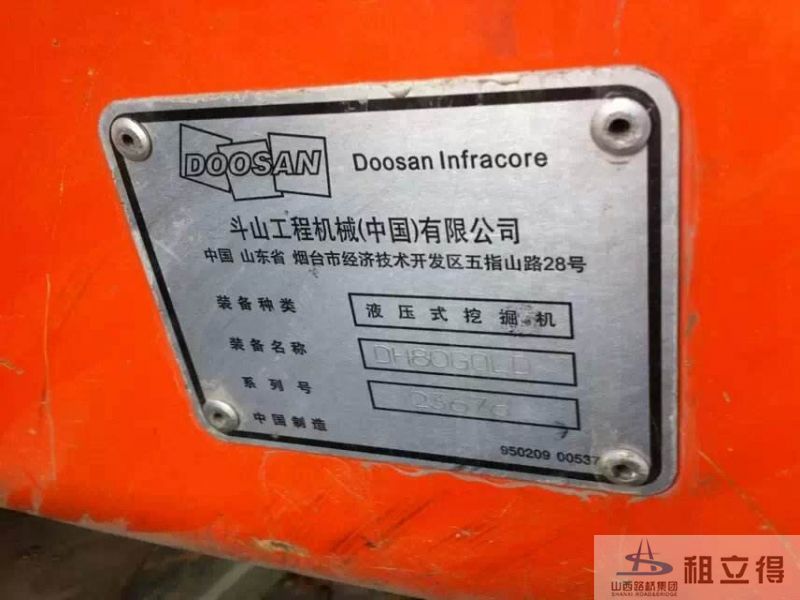 DOOSAN Doosan Infracore
斗山工程机械(中国)有限公司
中国 山东省 烟台市经济技术开发区五指山路28号
装备种类 液压式挖掘机
装备名称 DH80GOLD
系列号
中国制造
950209 00537
山西路桥集团 租立得
SHANXI ROAD&BRIDGE